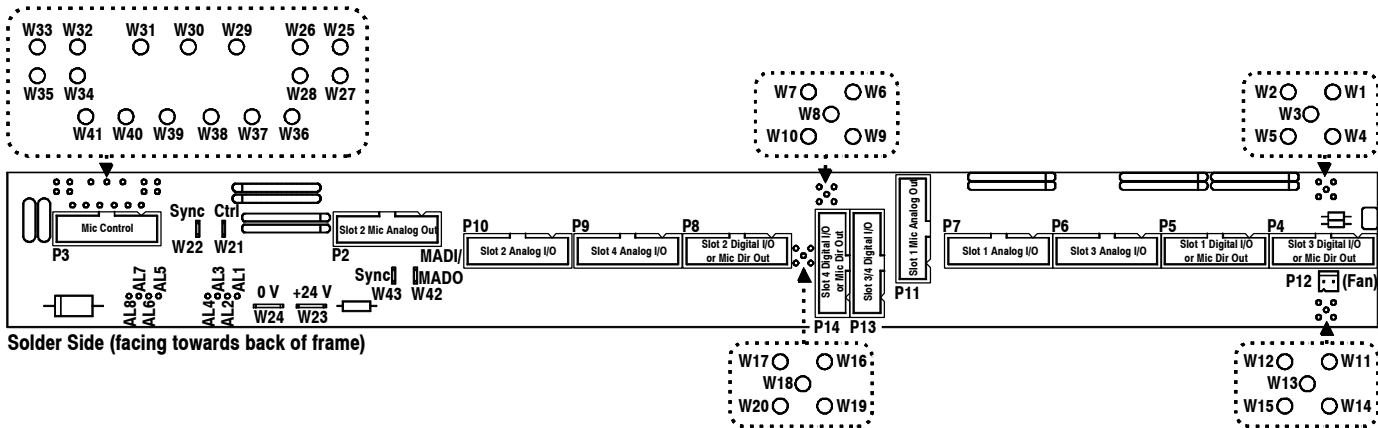 W33 W32 W31 W30 W29 W26 W25
W35 W34 W28 W27
W41 W40 W39 W38 W37 W36
W7 W6
W8
W10 W9
W2 W1
W3
W5 W4
Mic Control
P3
Sync Ctrl
W22 W21
Slot 2 Mic Analog Out
P2
MADI/
MADO
Sync
W43 W42
AL8 AL7 AL6 AL5
AL4 AL3 AL2 AL1
0 V +24 V
W24 W23
P10
Slot 2 Analog I/O
P9
Slot 4 Analog I/O
P8
Slot 2 Digital I/O
or Mic Dir Out
Slot 4 Digital I/O
or Mic Dir Out
P14
Slot 3/4 Digital I/O
P13
Slot 1 Mic Analog Out
P11
P7
Slot 1 Analog I/O
P6
Slot 3 Analog I/O
P5
Slot 1 Digital I/O
or Mic Dir Out
P4
Slot 3 Digital I/O
or Mic Dir Out
P12 (Fan)
Solder Side (facing towards back of frame)
W17 W16
W18
W20 W19
W12 W11
W13
W15 W14